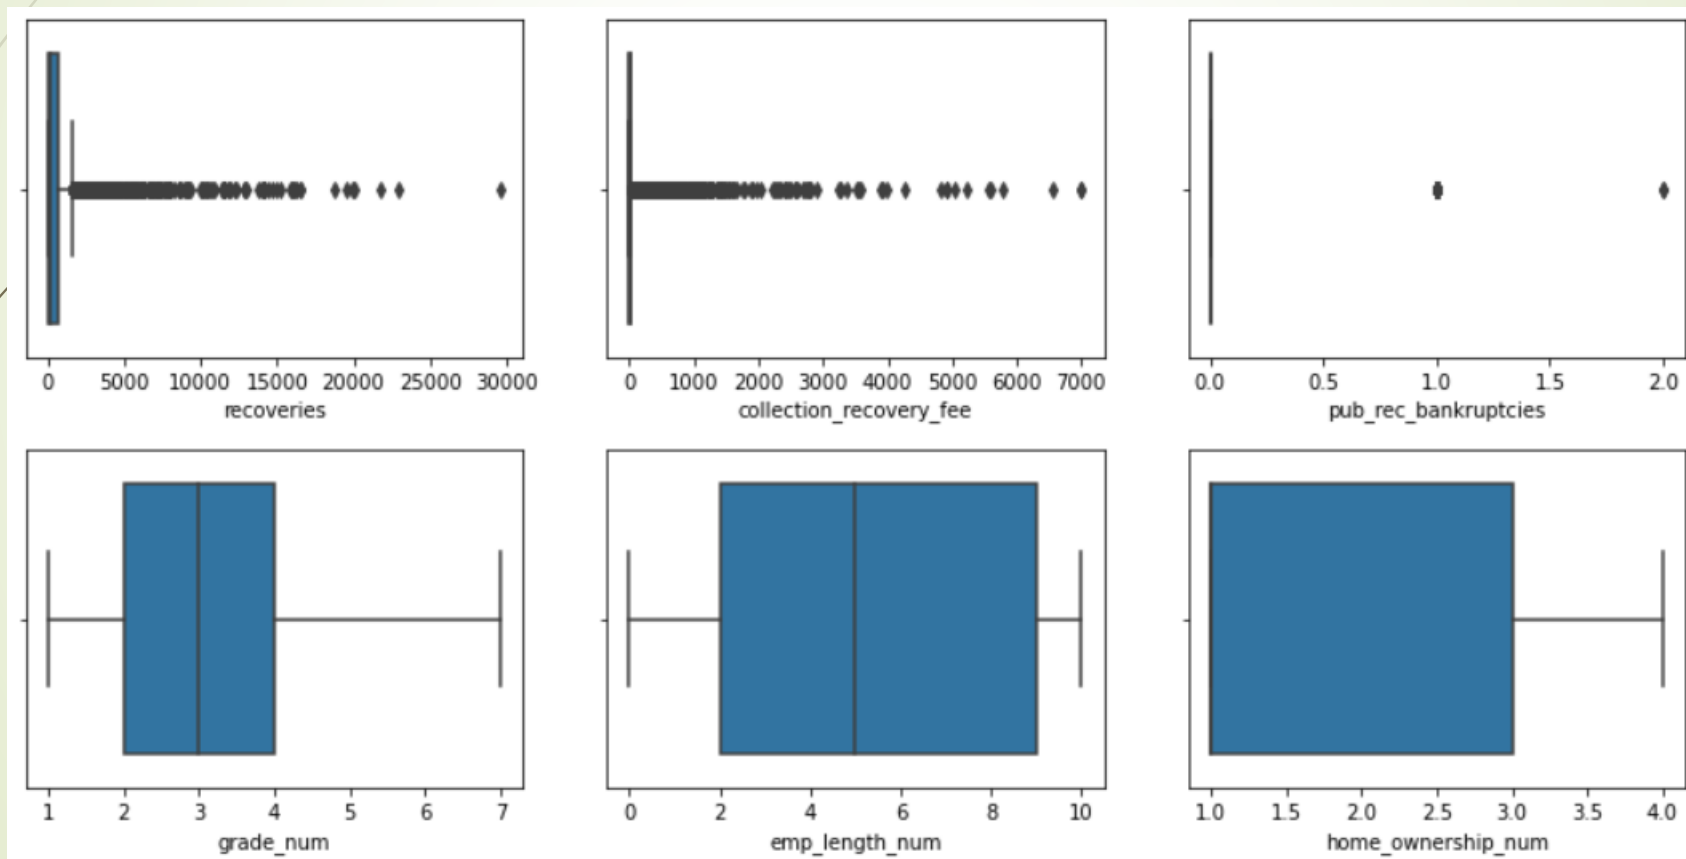 0 5000 10000 15000 20000 25000 30000
recoveries
0 1000 2000 3000 4000 5000 6000 7000
collection_recovery_fee
0.0 0.5 1.0 1.5 2.0
pub_rec_bankruptcies
1 2 3 4 5 6 7
grade_num
0 2 4 6 8 10
emp_length_num
1.0 1.5 2.0 2.5 3.0 3.5 4.0
home_ownership_num